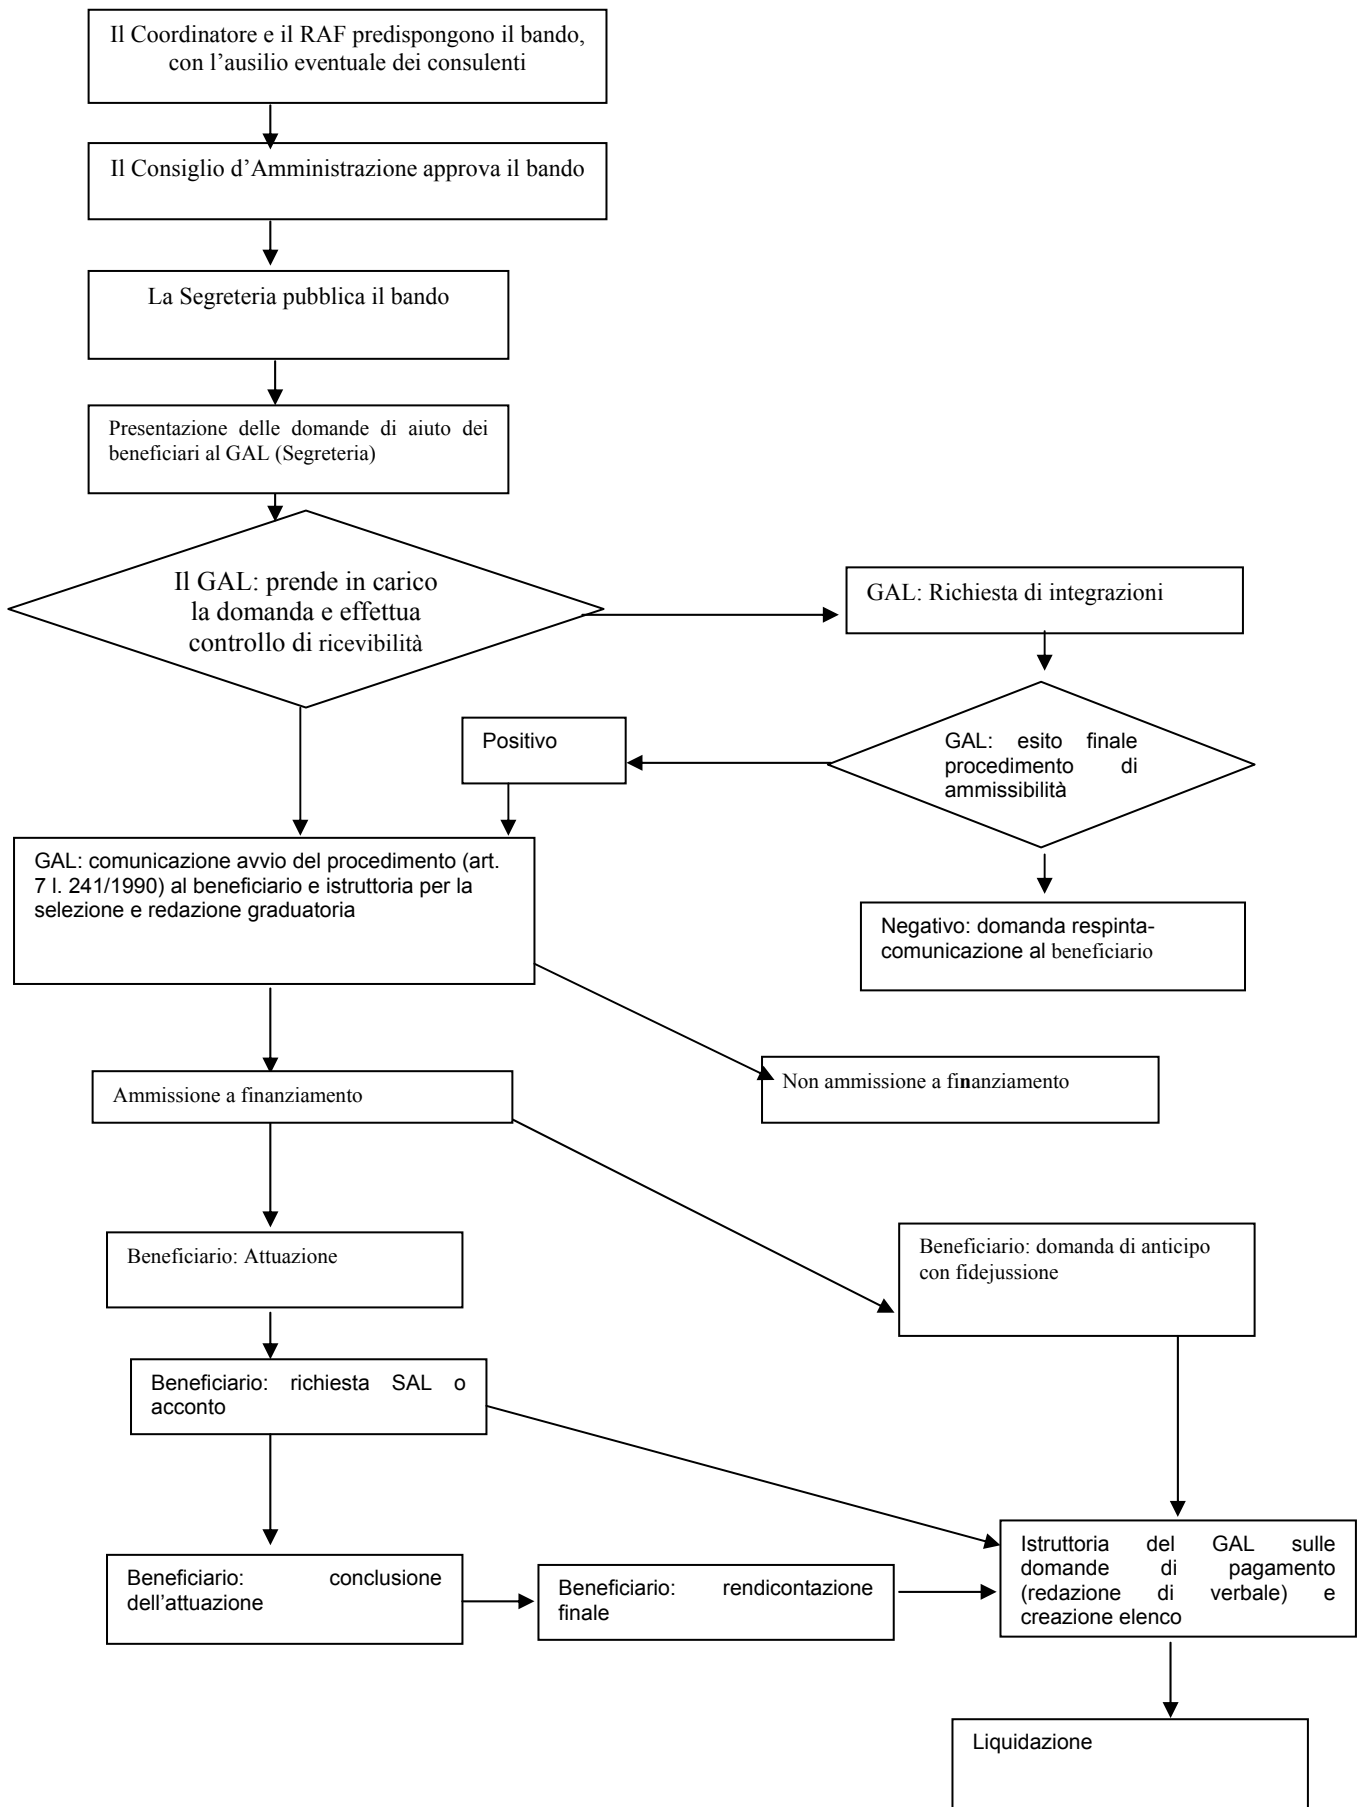 Il Coordinatore e il RAF predispongono il bando,
con l'ausilio eventuale dei consulenti
Il Consiglio d'Amministrazione approva il bando
La Segreteria pubblica il bando
Presentazione delle domande di aiuto dei
beneficiari al GAL (Segreteria)
Il GAL: prende in carico
la domanda e effettua
controllo di ricevibilità
GAL: Richiesta di integrazioni
Positivo
GAL: esito finale
procedimento di
ammissibilità
GAL: comunicazione avvio del procedimento (art.
7 l. 241/1990) al beneficiario e istruttoria per la
selezione e redazione graduatoria
Negativo: domanda respinta-
comunicazione al beneficiario
Ammissione a finanziamento
Non ammissione a finanziamento
Beneficiario: Attuazione
Beneficiario: domanda di anticipo
con fidejussione
Beneficiario: richiesta SAL o
acconto
Beneficiario: conclusione
dell'attuazione
Beneficiario: rendicontazione
finale
Istruttoria del GAL sulle
domande di pagamento
(redazione di verbale) e
creazione elenco
Liquidazione